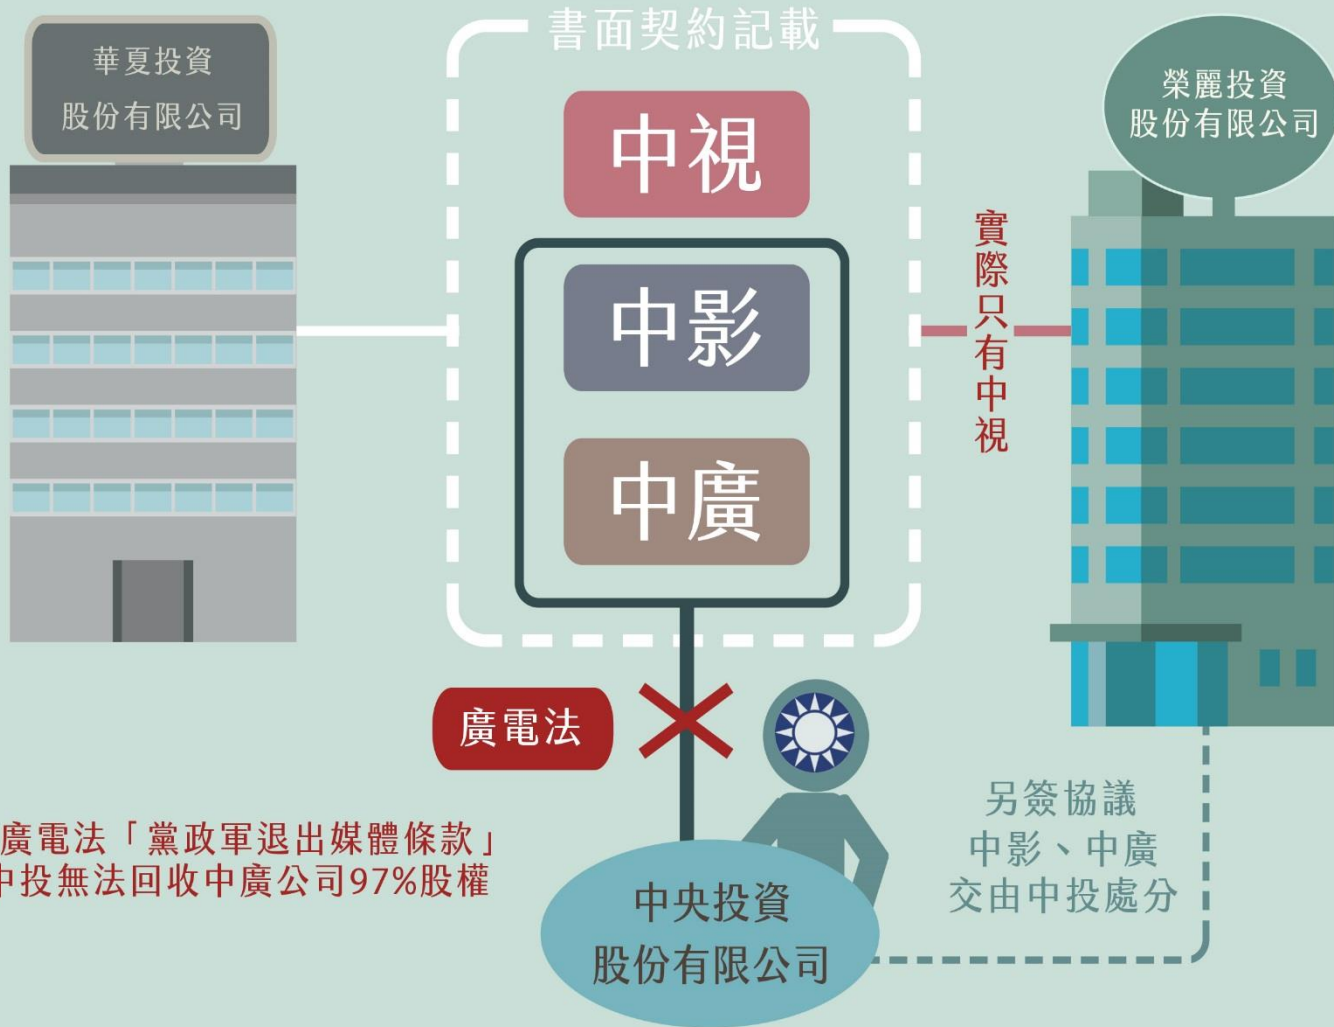 書面契約記載
華夏投資
股份有限公司
中視
中影
中廣
榮麗投資
股份有限公司
實際只有中視
廣電法
廣電法「黨政軍退出媒體條款」
中投無法回收中廣公司97%股權
中央投資
股份有限公司
另簽協議
中影、中廣
交由中投處分